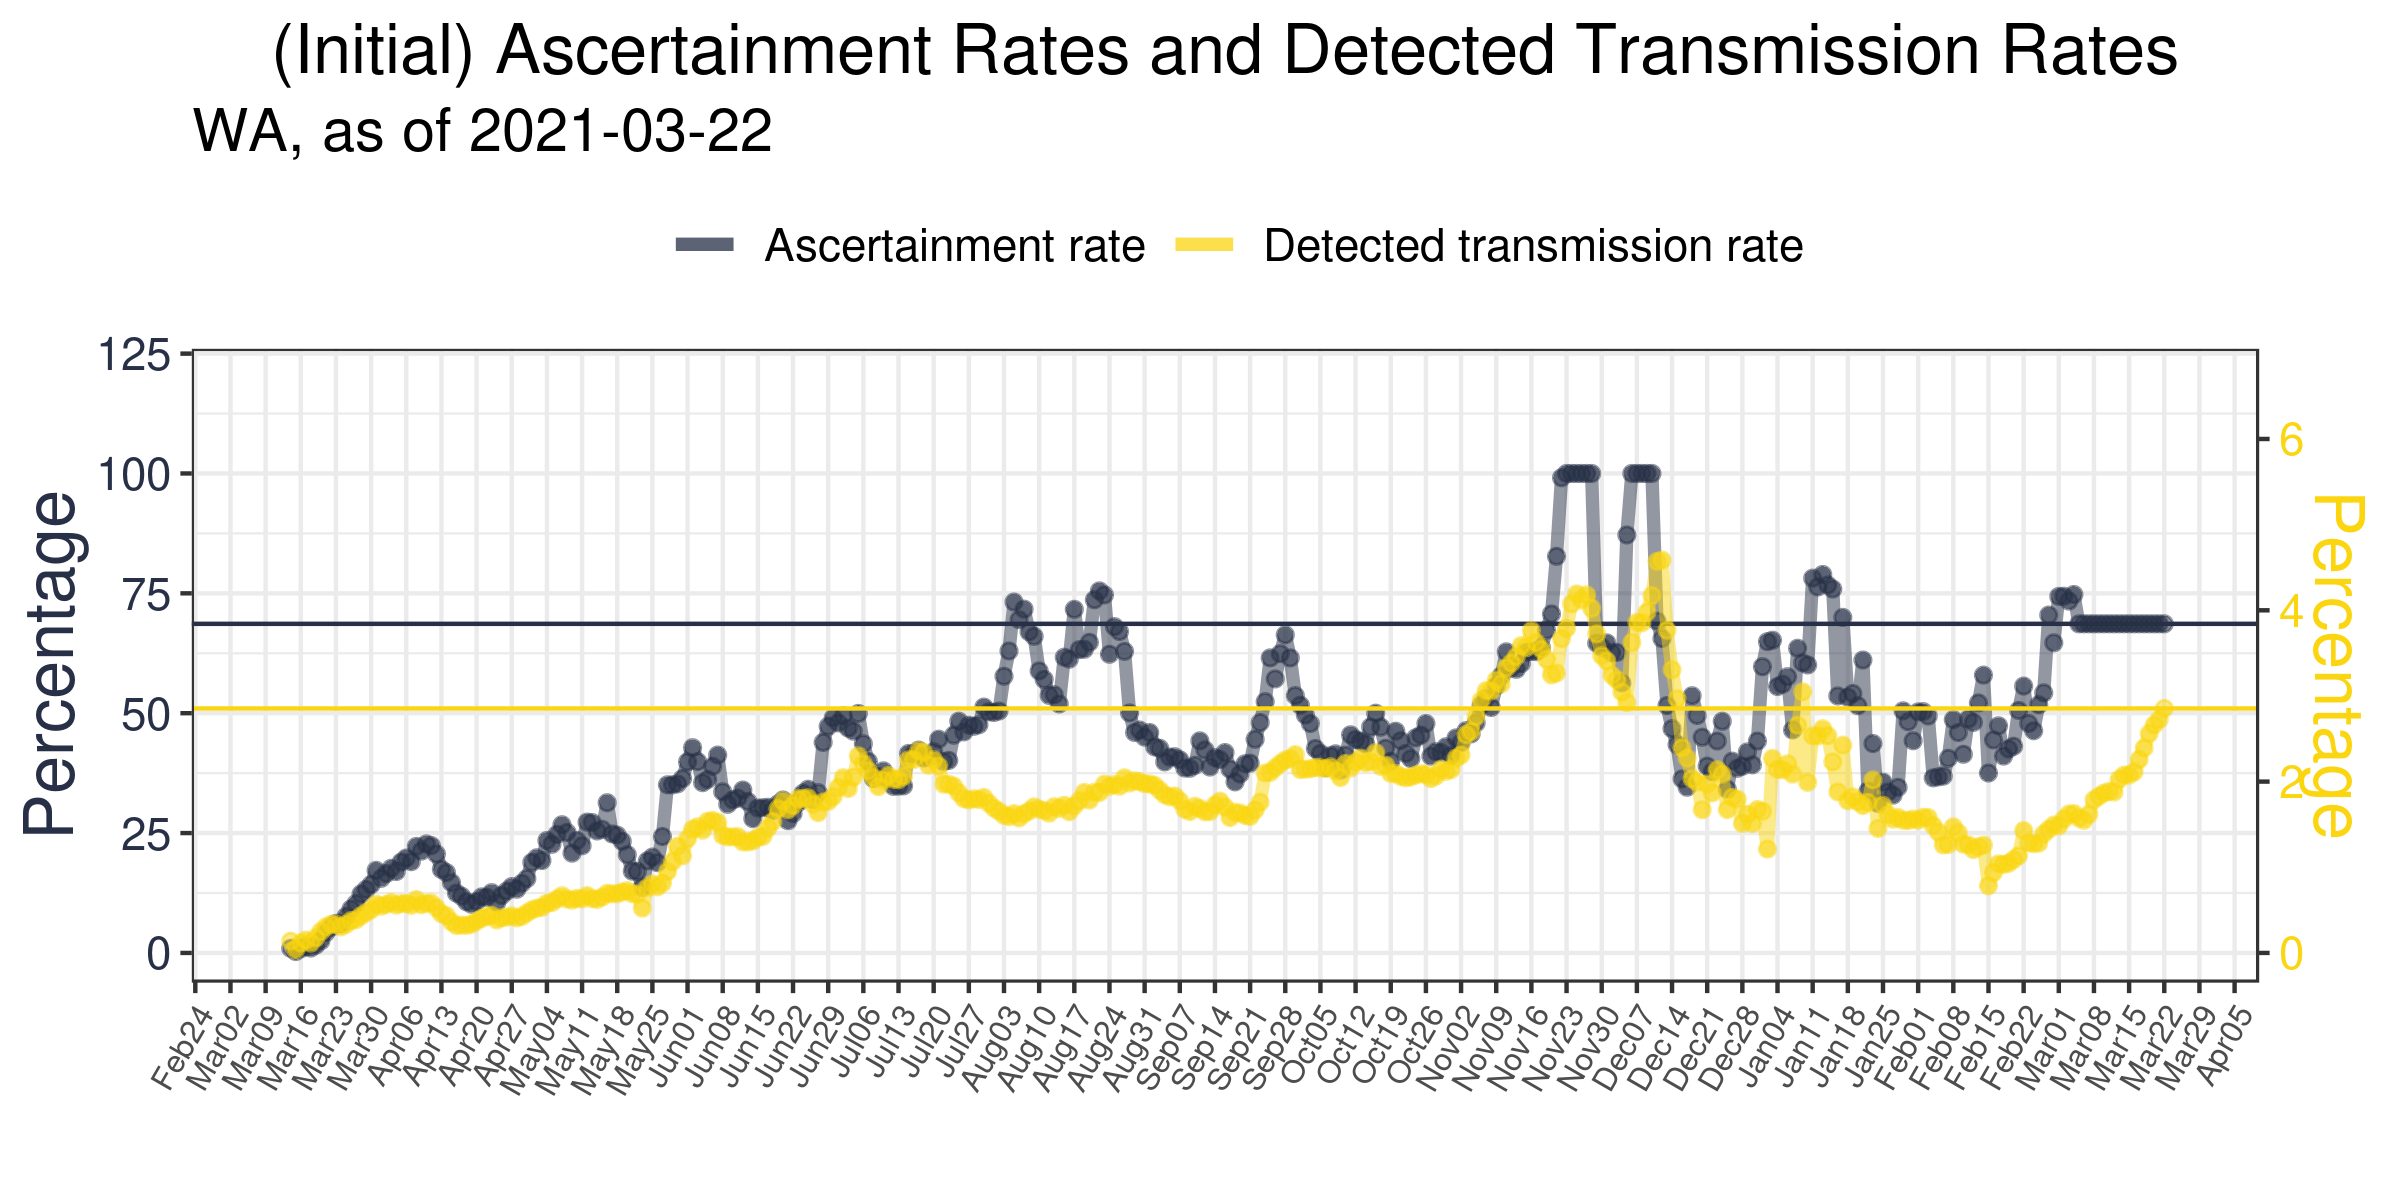 (Initial) Ascertainment Rates and Detected Transmission Rates
WA, as of 2021-03-22
Ascertainment rate
Detected transmission rate
Percentage
125
100
75
50
25
0
6
4
2
0
Percentage
Feb24
Mar02
Mar09
Mar16
Mar23
Mar30
Apr06
Apr13
Apr20
Apr27
May04
May11
May18
May25
Jun01
Jun08
Jun15
Jun22
Jun29
Jul06
Jul13
Jul20
Jul27
Aug03
Aug10
Aug17
Aug24
Aug31
Sep07
Sep14
Sep21
Sep28
Oct05
Oct12
Oct19
Oct26
Nov02
Nov09
Nov16
Nov23
Nov30
Dec07
Dec14
Dec21
Dec28
Jan04
Jan11
Jan18
Jan25
Feb01
Feb08
Feb15
Feb22
Mar01
Mar08
Mar15
Mar22
Mar29
Apr05